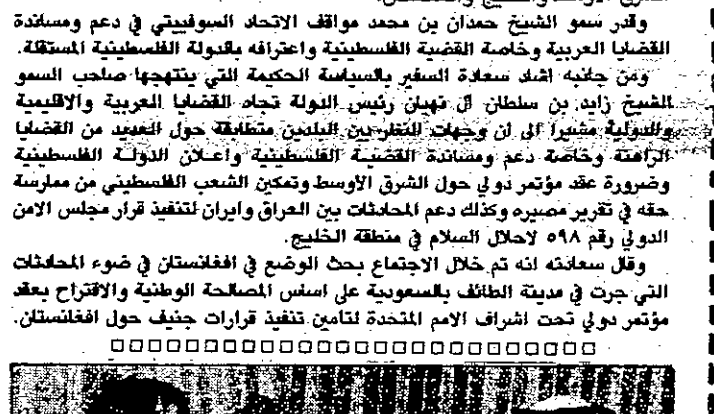 وقدر سمو الشيخ حمدان بن محمد مواقف الاتحاد السوفييتي في دعم ومساندة
القضايا العربية وخاصة القضية الفلسطينية واعترافه بالدولة الفلسطينية المستقلة.
ومن جانبه اشاد سعادة السفير بالسياسة الحكيمة التي ينتهجها صاحب السمو
الشيخ زايد بن سلطان آل نهيان رئيس الدولة تجاه القضايا العربية والاقليمية
والدولية مشيرا الى ان وجهات النظر بين البلدين متطابقة حول العديد من القضايا
الراهنة وخاصة دعم ومساندة القضية الفلسطينية واعلان الدولة الفلسطينية
وضرورة عقد مؤتمر دولي حول الشرق الأوسط وتمكين الشعب الفلسطيني من ممارسة
حقه في تقرير مصيره وكذلك دعم المحادثات بين العراق وايران لتنفيذ قرار مجلس الامن
الدولي رقم ٥٩٨ لاحلال السلام في منطقة الخليج.
وقال سعادته انه تم خلال الاجتماع بحث الوضع في افغانستان في ضوء المحادثات
التي جرت في مدينة الطائف بالسعودية على اساس المصالحة الوطنية والاقتراح بعقد
مؤتمر دولي تحت اشراف الامم المتحدة لتامين تنفيذ قرارات جنيف حول افغانستان.